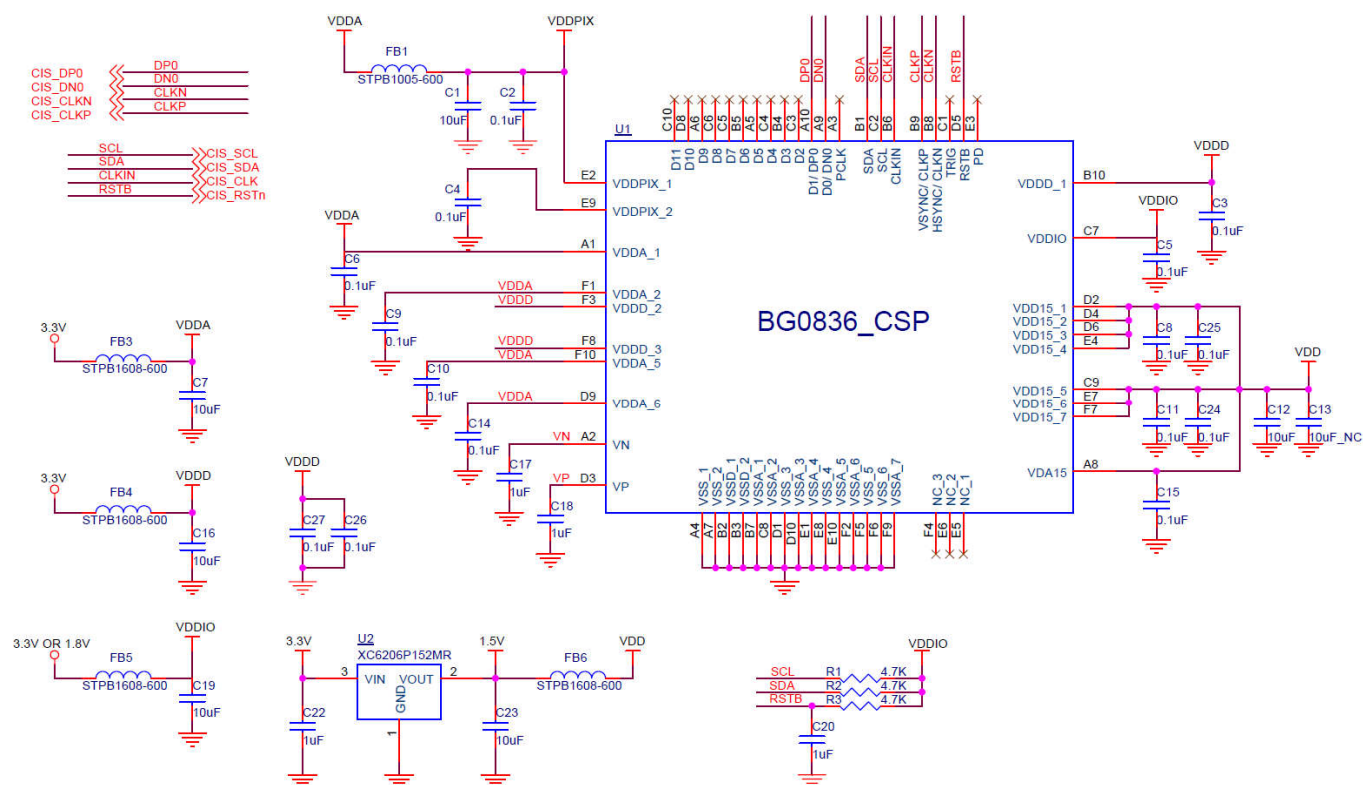 VDDA
VDDPIX
FB1
STPB1005-600
C1
10uF
C2
0.1uF
CIS_DP0
DP0
CIS_DN0
DN0
CIS_CLKN
CLKN
CIS_CLKP
CLKP
SCL
CIS_SCL
SDA
CIS_SDA
CLKIN
CIS_CLK
RSTB
CIS_RSTn
DP0
DN0
SDA
SCL
CLKIN
CLKP
CLKN
RSTB
U1
C10
D8
A6
C6
C5
B5
A5
C4
B4
C3
A10
A9
A3
B1
C2
B6
B9
B8
C1
D5
E3
D11
D10
D9
D8
D7
D6
D5
D4
D3
D2
D1/ DP0
D0/ DN0
PCLK
SDA
SCL
CLKIN
VSYNC/ CLKP
HSYNC/ CLKN
TRIG
RSTB
PD
E2
VDDPIX_1
E9
VDDPIX_2
C4
0.1uF
VDDA
A1
VDDA_1
C6
0.1uF
VDDA
F1
VDDA_2
VDDD
F3
VDDD_2
C9
0.1uF
VDDD
F8
VDDD_3
VDDA
F10
VDDA_5
C10
0.1uF
VDDA
D9
VDDA_6
C14
0.1uF
VN
A2
VN
C17
1uF
VP
D3
VP
C18
1uF
BG0836_CSP
VDDD_1
B10
VDDD
C3
0.1uF
VDDIO
VDDIO
C7
C5
0.1uF
VDD15_1
D2
VDD15_2
D4
VDD15_3
D6
VDD15_4
E4
C8
0.1uF
C25
0.1uF
VDD
VDD15_5
C9
VDD15_6
E7
VDD15_7
F7
C11
0.1uF
C24
0.1uF
C12
10uF
C13
10uF_NC
VDA15
A8
C15
0.1uF
VSS_1
VSS_2
VSSD_2
VSSA_1
VSSA_2
VSS_3
VSSA_3
VSSA_4
VSS_4
VSSA_5
VSSA_6
VSS_5
VSS_6
VSSA_7
A4
A7
B2
B3
B7
C8
D1
D10
E1
E8
E10
F2
F5
F6
F9
NC_3
NC_2
NC_1
F4
E6
E5
3.3V
FB3
STPB1608-600
VDDA
C7
10uF
3.3V
FB4
STPB1608-600
VDDD
C16
10uF
VDDD
C27
0.1uF
C26
0.1uF
3.3V OR 1.8V
FB5
STPB1608-600
VDDIO
C19
10uF
3.3V
U2
XC6206P152MR
3
VIN
VOUT
2
GND
1
C22
1uF
1.5V
C23
10uF
FB6
STPB1608-600
VDD
VDDIO
SCL
R1
4.7K
SDA
R2
4.7K
RSTB
R3
4.7K
C20
1uF